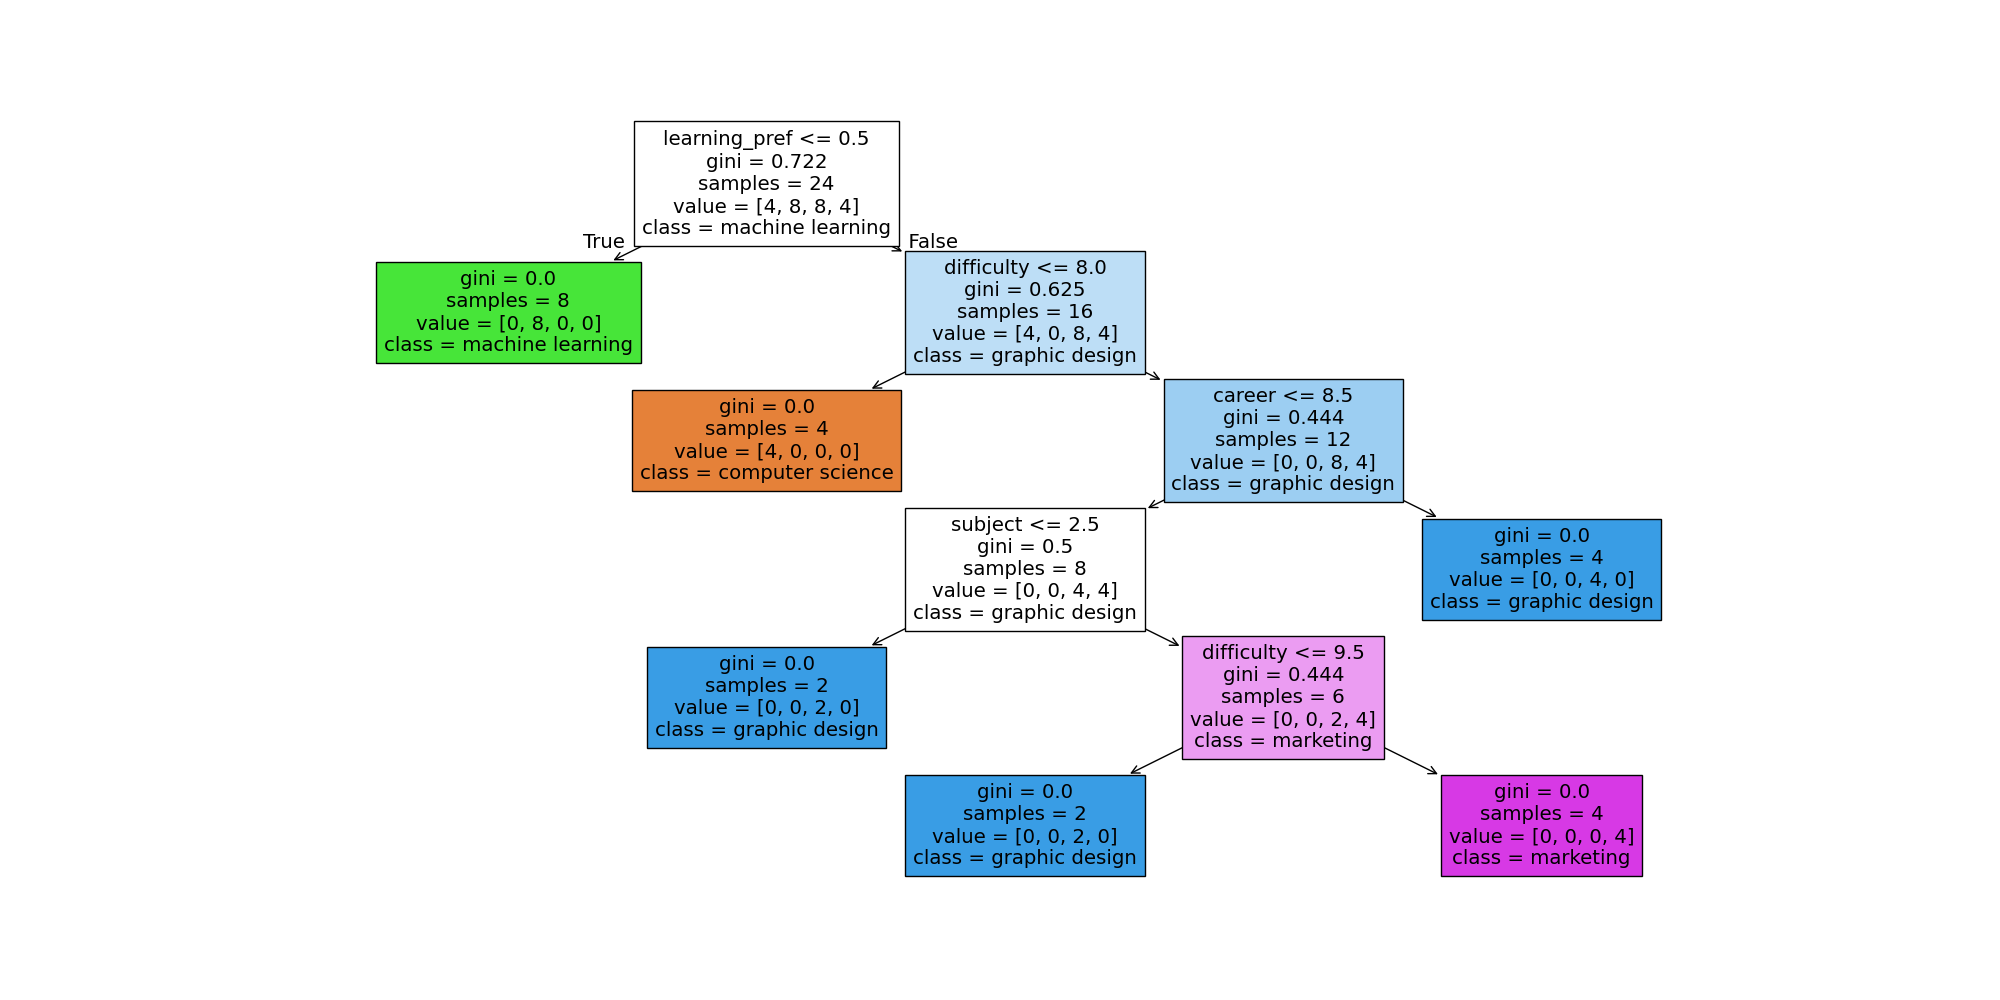 learning_pref <= 0.5
gini = 0.722
samples = 24
value = [4, 8, 8, 4]
class = machine learning
True
False
gini = 0.0
samples = 8
value = [0, 8, 0, 0]
class = machine learning
difficulty <= 8.0
gini = 0.625
samples = 16
value = [4, 0, 8, 4]
class = graphic design
gini = 0.0
samples = 4
value = [4, 0, 0, 0]
class = computer science
career <= 8.5
gini = 0.444
samples = 12
value = [0, 0, 8, 4]
class = graphic design
subject <= 2.5
gini = 0.5
samples = 8
value = [0, 0, 4, 4]
class = graphic design
gini = 0.0
samples = 4
value = [0, 0, 4, 0]
class = graphic design
gini = 0.0
samples = 2
value = [0, 0, 2, 0]
class = graphic design
difficulty <= 9.5
gini = 0.444
samples = 6
value = [0, 0, 2, 4]
class = marketing
gini = 0.0
samples = 2
value = [0, 0, 2, 0]
class = graphic design
gini = 0.0
samples = 4
value = [0, 0, 0, 4]
class = marketing